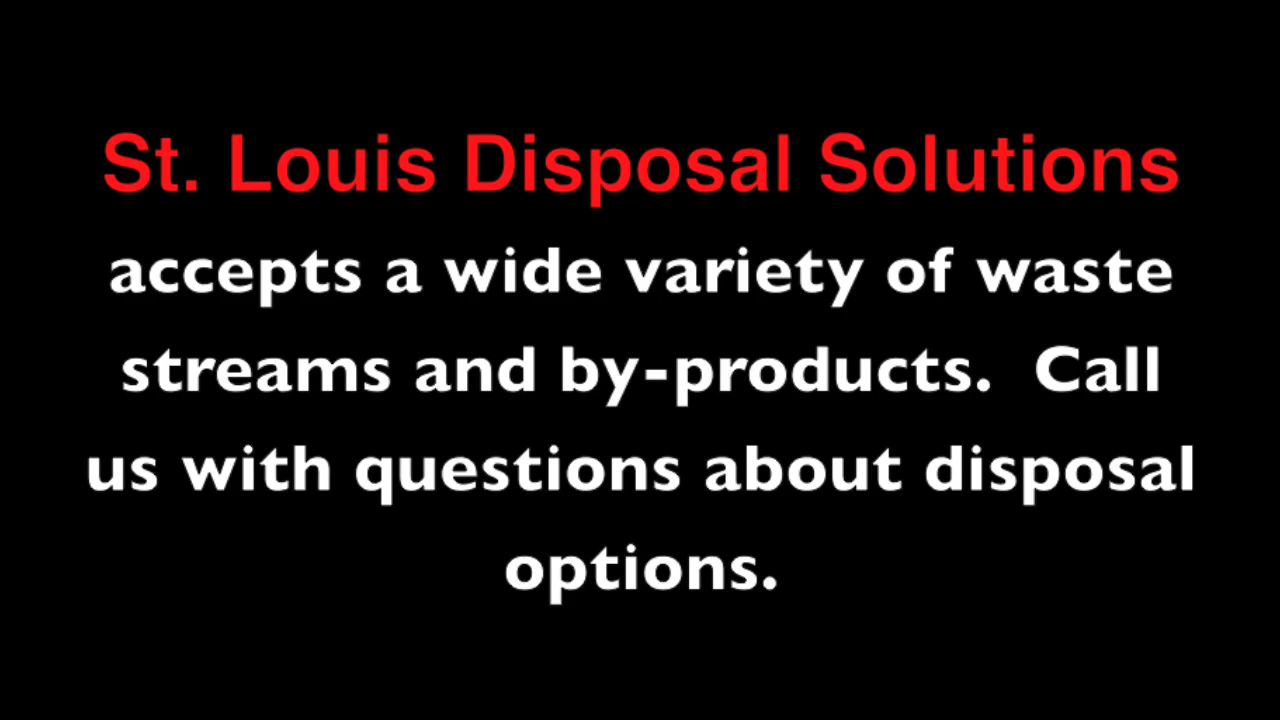 St. Louis Disposal Solutions
accepts a wide variety of waste
streams and by-products.  Call
us with questions about disposal
options.